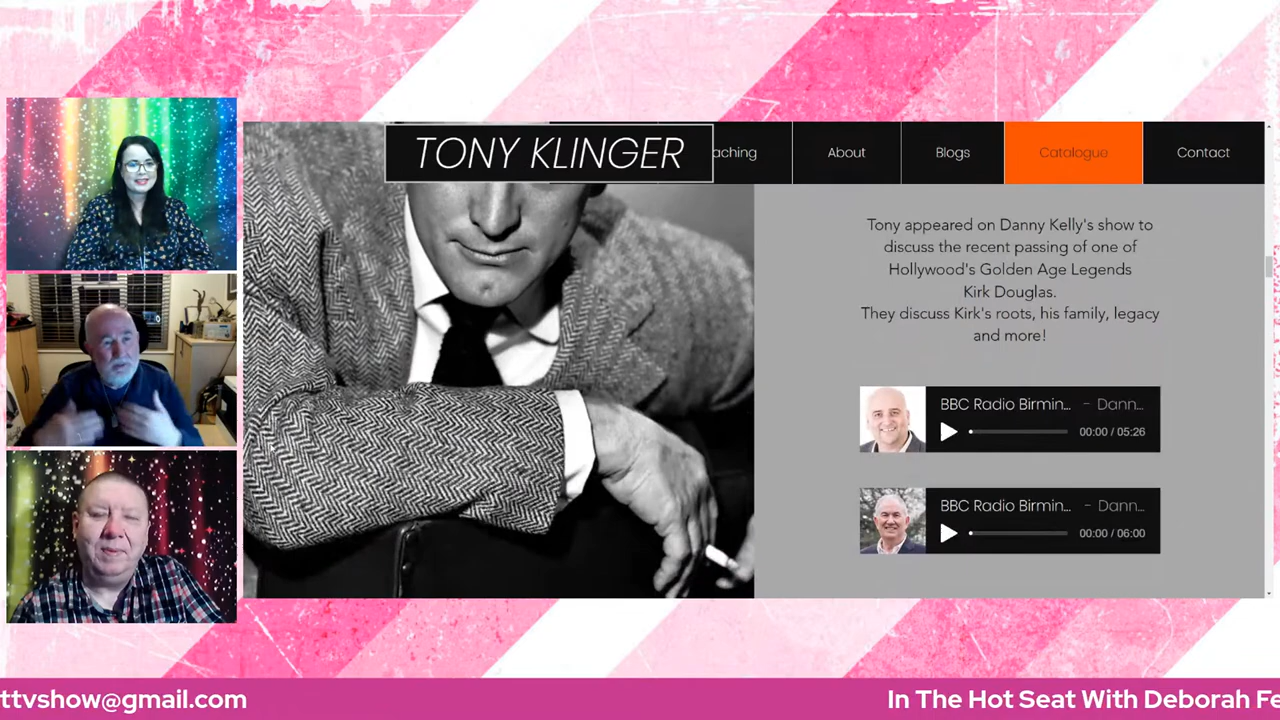 TONY KLINGER
aching
About
Blogs
Catalogue
Contact
Tony appeared on Danny Kelly's show to
discuss the recent passing of one of
Hollywood's Golden Age Legends
Kirk Douglas.
They discuss Kirk's roots, his family, legacy
and more!
BBC Radio Birmin... - Dann...
00:00 / 05:26
BBC Radio Birmin... - Dann...
00:00 / 06:00
ttvshow@gmail.com
In The Hot Seat With Deborah Fe